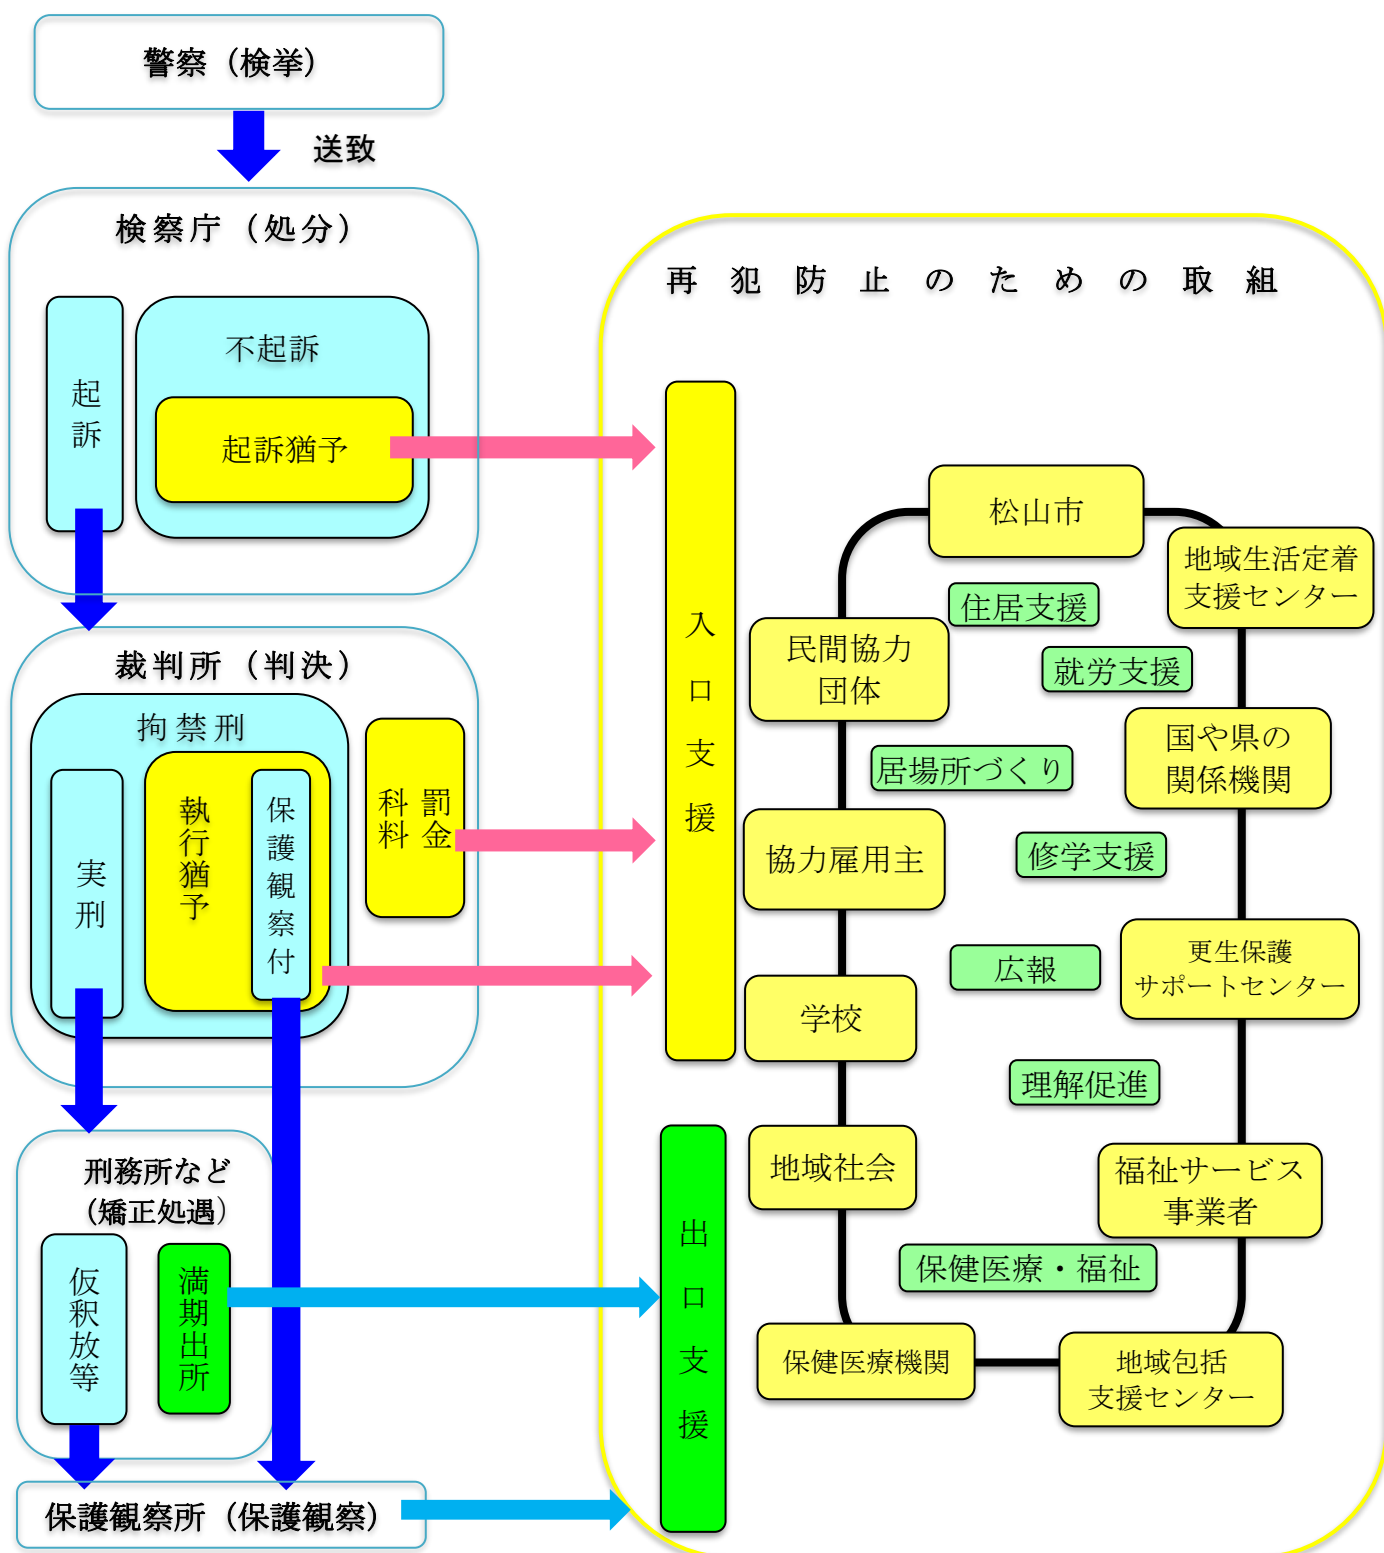 警察（検挙）
送致
検察庁（処分）
起訴
不起訴
起訴猶予
裁判所（判決）
拘禁刑
実刑
執行猶予
保護観察付
罰金
科料
刑務所など
（矯正処遇）
仮釈放等
満期出所
保護観察所（保護観察）
再犯防止のための取組
入口支援
出口支援
松山市
地域生活定着
支援センター
住居支援
民間協力
団体
就労支援
国や県の
関係機関
居場所づくり
協力雇用主
修学支援
更生保護
サポートセンター
広報
学校
理解促進
地域社会
福祉サービス
事業者
保健医療・福祉
保健医療機関
地域包括
支援センター